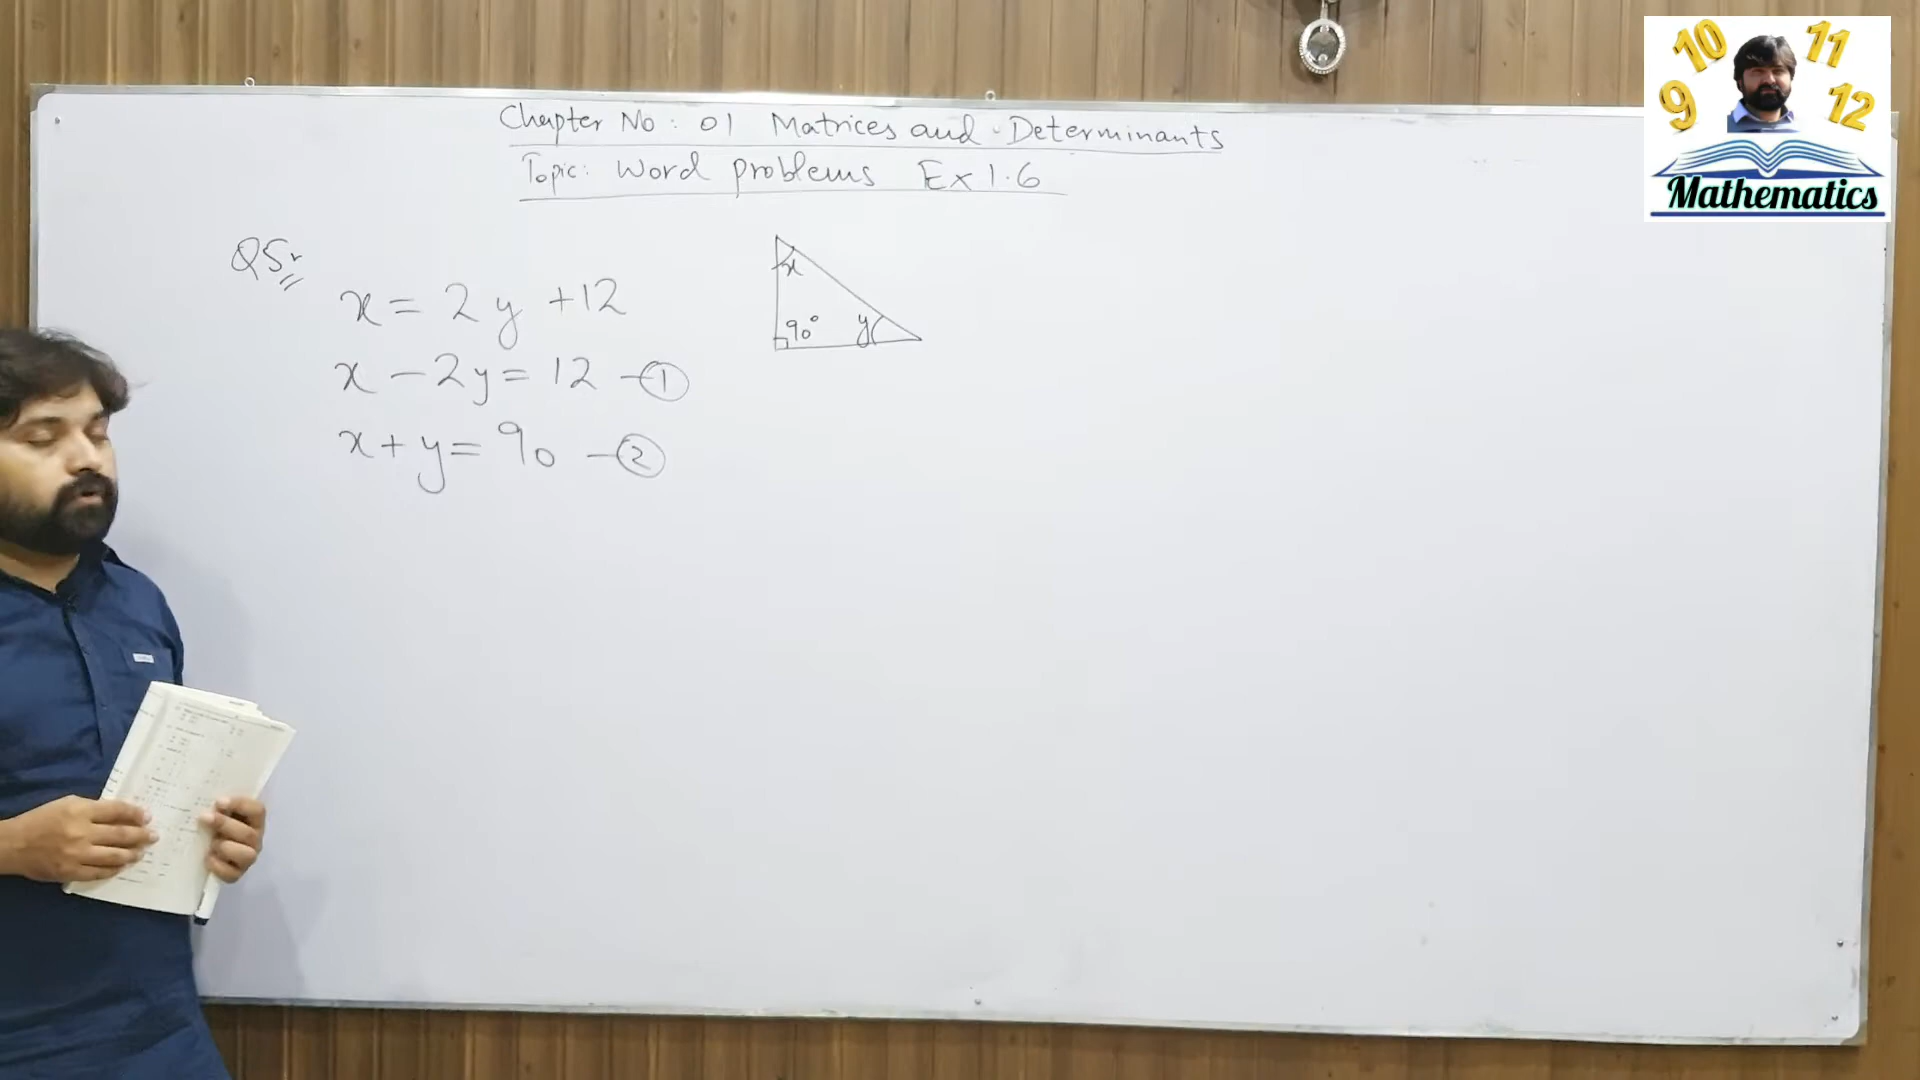 Chapter No: 01 Matrices and Determinants
Topic: Word problems Ex 1.6
Q5:
x = 2y + 12
x - 2y = 12 — ①
x + y = 90 — ②
x
90°
y
10 11
9 12
Mathematics